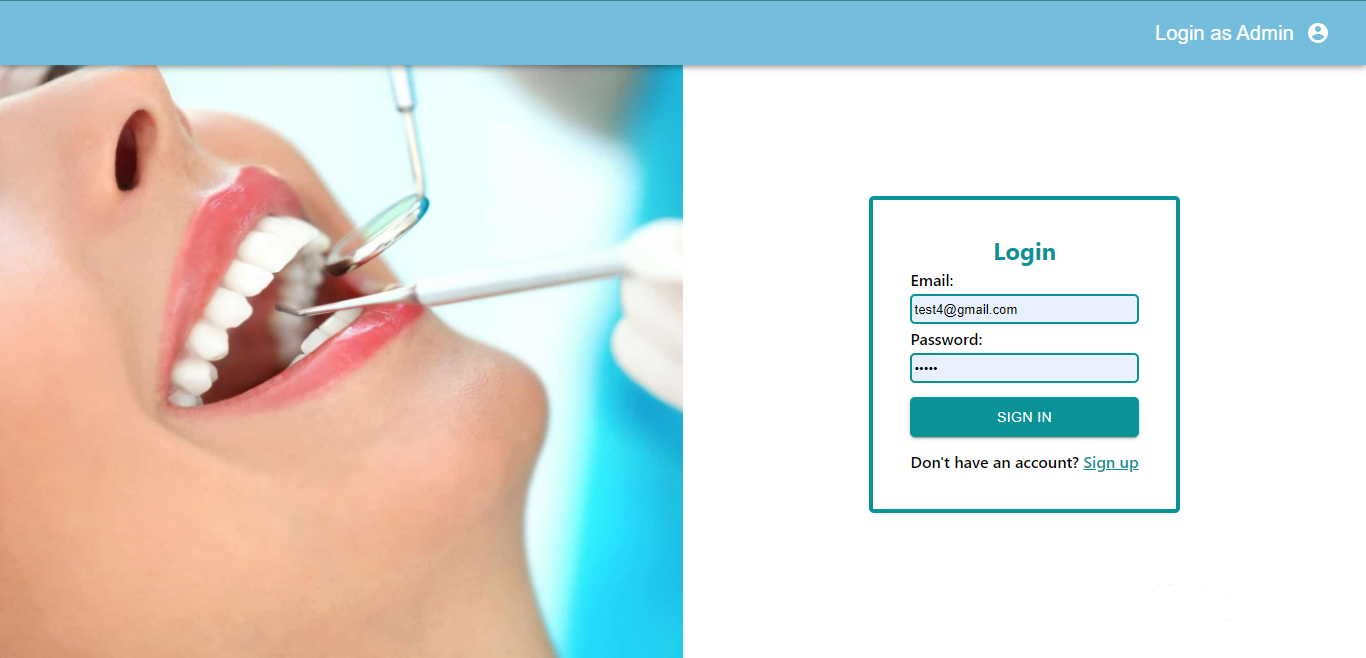 Login as Admin
Login
Email:
test4@gmail.com
Password:
•••••
SIGN IN
Don't have an account? Sign up